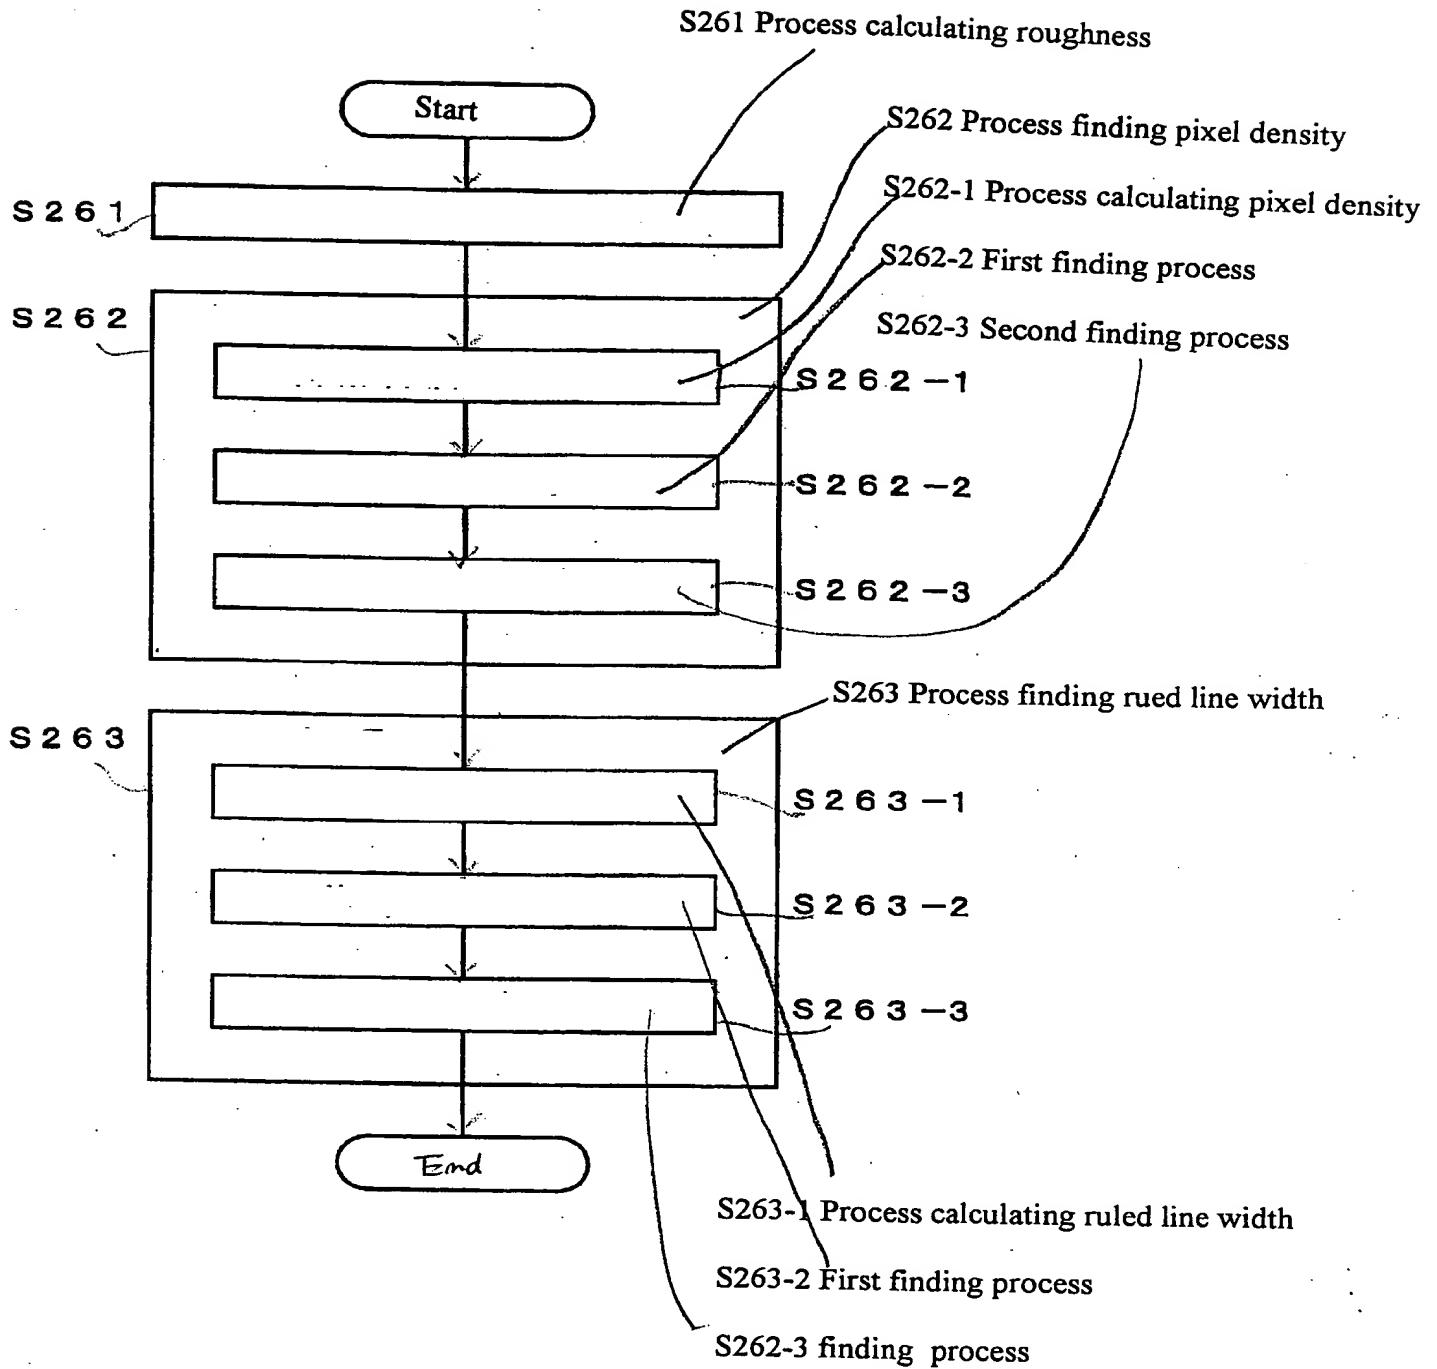 S261 Process calculating roughness
Start
S262 Process finding pixel density
S262-1 Process calculating pixel density
S261
S262-2 First finding process
S262
S262-3 Second finding process
S262-1
S262-2
S262-3
S263 Process finding rued line width
S263
S263-1
S263-2
S263-3
End
S263-1 Process calculating ruled line width
S263-2 First finding process
S262-3 finding process